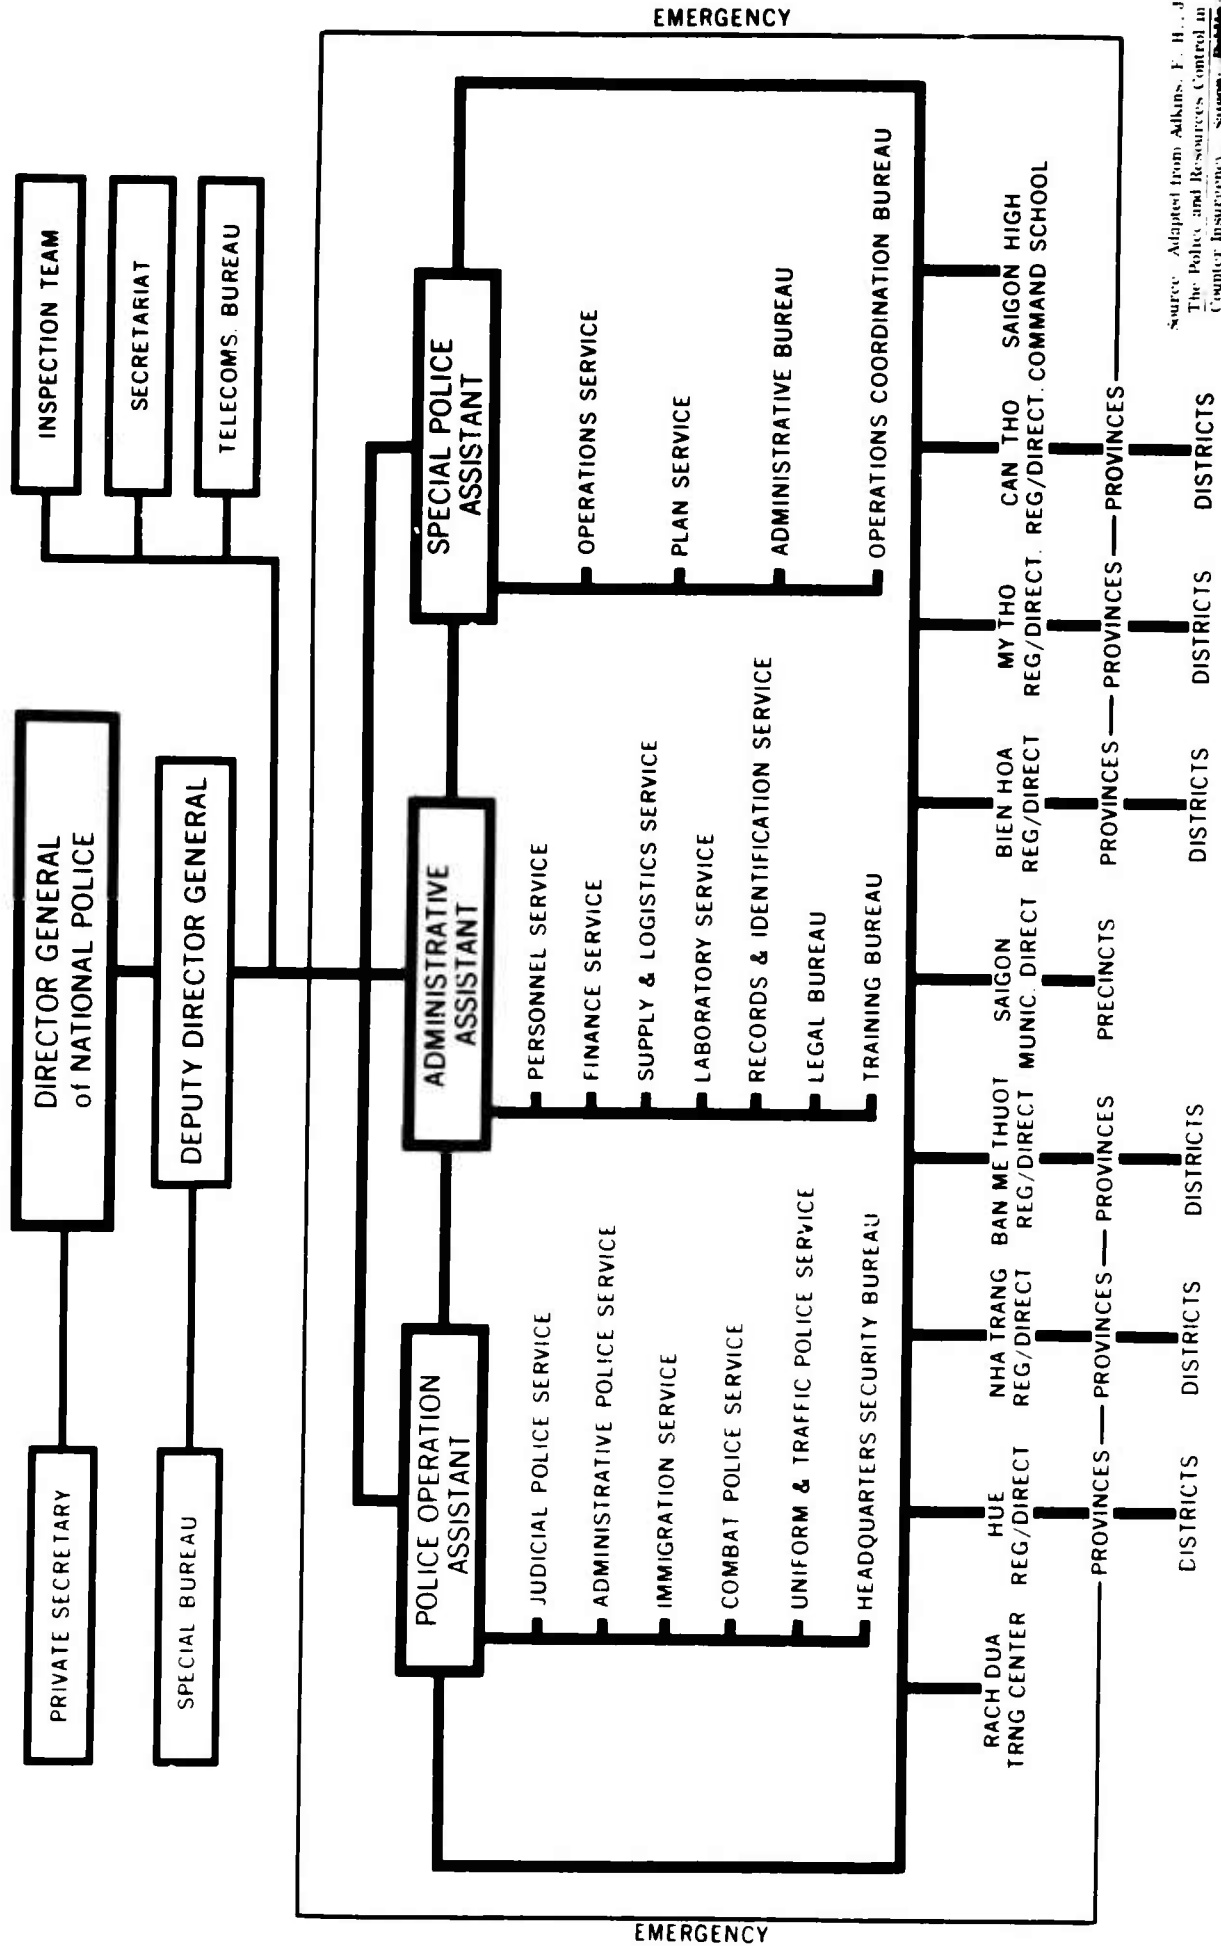 DIRECTOR GENERAL
of NATIONAL POLICE
PRIVATE SECRETARY
DEPUTY DIRECTOR GENERAL
SPECIAL BUREAU
INSPECTION TEAM
SECRETARIAT
TELECOMS. BUREAU
EMERGENCY
EMERGENCY
POLICE OPERATION
ASSISTANT
JUDICIAL POLICE SERVICE
ADMINISTRATIVE POLICE SERVICE
IMMIGRATION SERVICE
COMBAT POLICE SERVICE
UNIFORM & TRAFFIC POLICE SERVICE
HEADQUARTERS SECURITY BUREAU
ADMINISTRATIVE
ASSISTANT
PERSONNEL SERVICE
FINANCE SERVICE
SUPPLY & LOGISTICS SERVICE
LABORATORY SERVICE
RECORDS & IDENTIFICATION SERVICE
LEGAL BUREAU
TRAINING BUREAU
SPECIAL POLICE
ASSISTANT
OPERATIONS SERVICE
PLAN SERVICE
ADMINISTRATIVE BUREAU
OPERATIONS COORDINATION BUREAU
RACH DUA
TRNG CENTER
HUE
REG/DIRECT
PROVINCES
DISTRICTS
NHA TRANG
REG/DIRECT
PROVINCES
DISTRICTS
BAN ME THUOT
REG/DIRECT
PROVINCES
DISTRICTS
SAIGON
MUNIC. DIRECT
PRECINCTS
BIEN HOA
REG/DIRECT
PROVINCES
DISTRICTS
MY THO
REG/DIRECT.
PROVINCES
DISTRICTS
CAN THO
REG/DIRECT.
PROVINCES
DISTRICTS
SAIGON HIGH
COMMAND SCHOOL
Source Adapted from Adkins, E. H., J
The Police and Resources Control in
Counter Insurgency